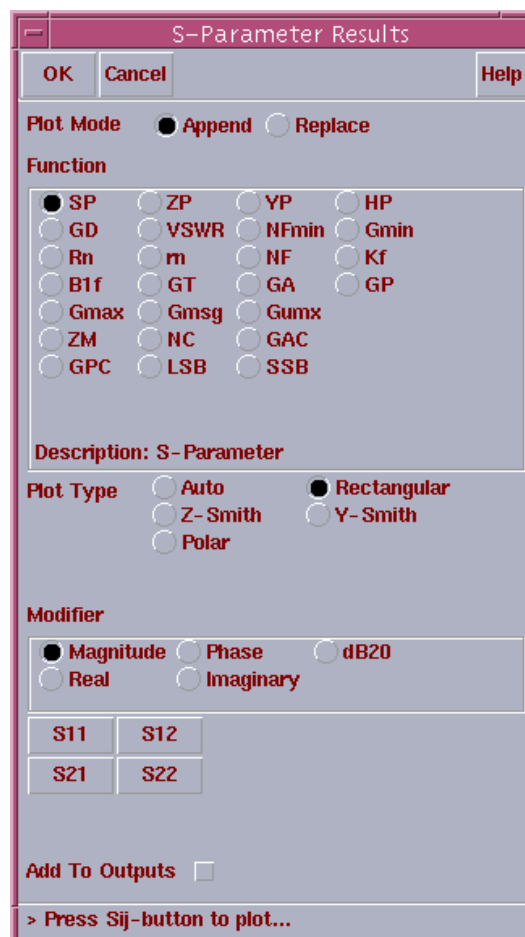 S-Parameter Results
OK Cancel Help
Plot Mode Append Replace
Function
SP ZP YP HP
GD VSWR NFmin Gmin
Rn rn NF Kf
B1f GT GA GP
Gmax Gmsg Gumx
ZM NC GAC
GPC LSB SSB
Description: S-Parameter
Plot Type Auto Rectangular
Z-Smith Y-Smith
Polar
Modifier
Magnitude Phase dB20
Real Imaginary
S11 S12
S21 S22
Add To Outputs
> Press Sij-button to plot...